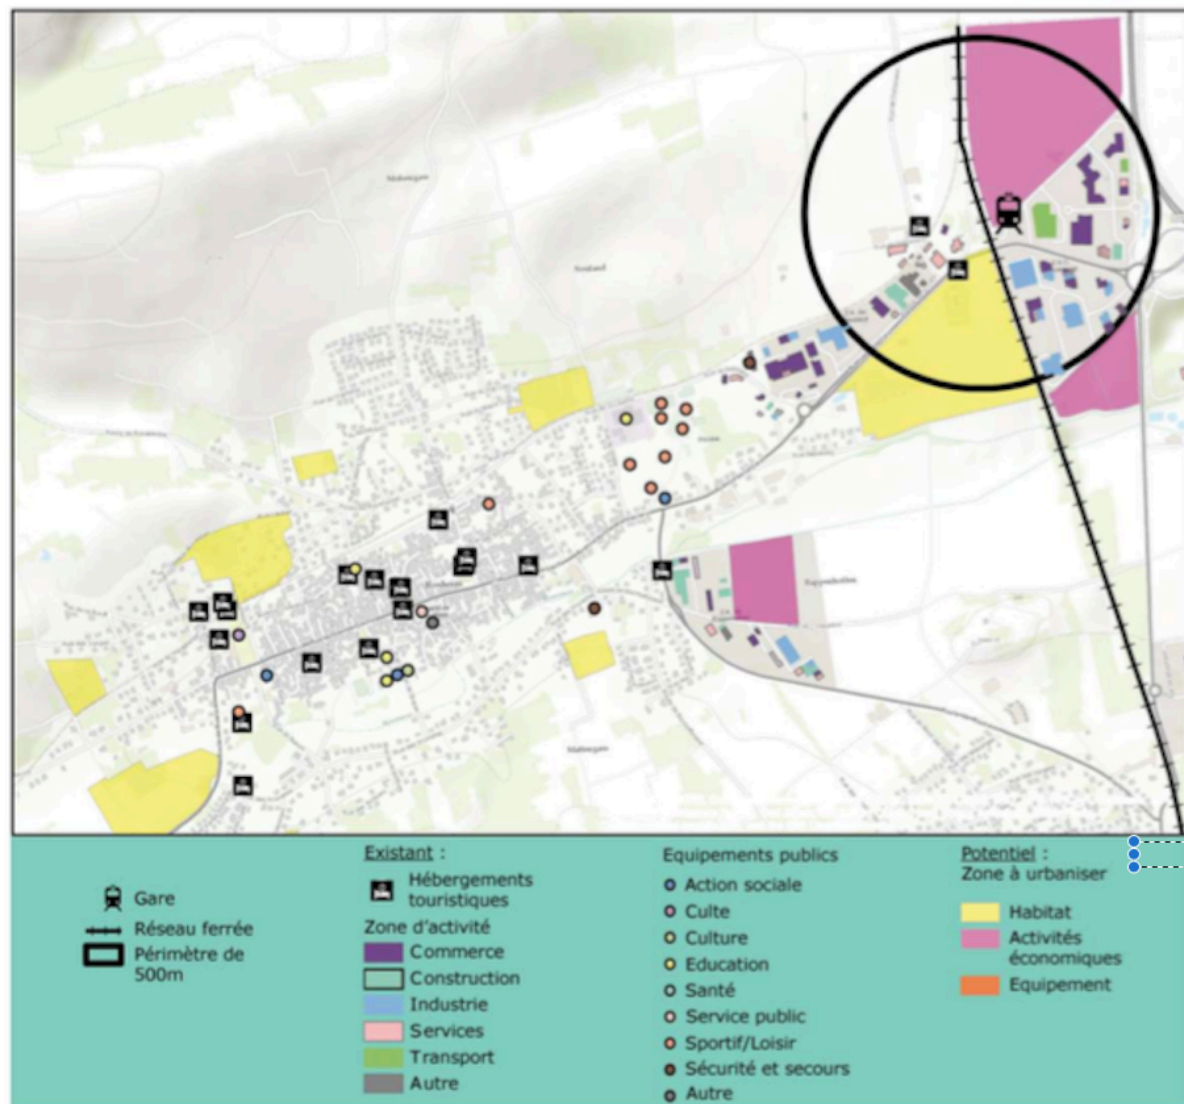 Gare
Réseau ferrée
Périmètre de
500m
Existant :
Hébergements
touristiques
Zone d'activité
Commerce
Construction
Industrie
Services
Transport
Autre
Equipements publics
Action sociale
Culte
Culture
Education
Santé
Service public
Sportif/Loisir
Sécurité et secours
Autre
Potentiel :
Zone à urbaniser
Habitat
Activités
économiques
Equipement